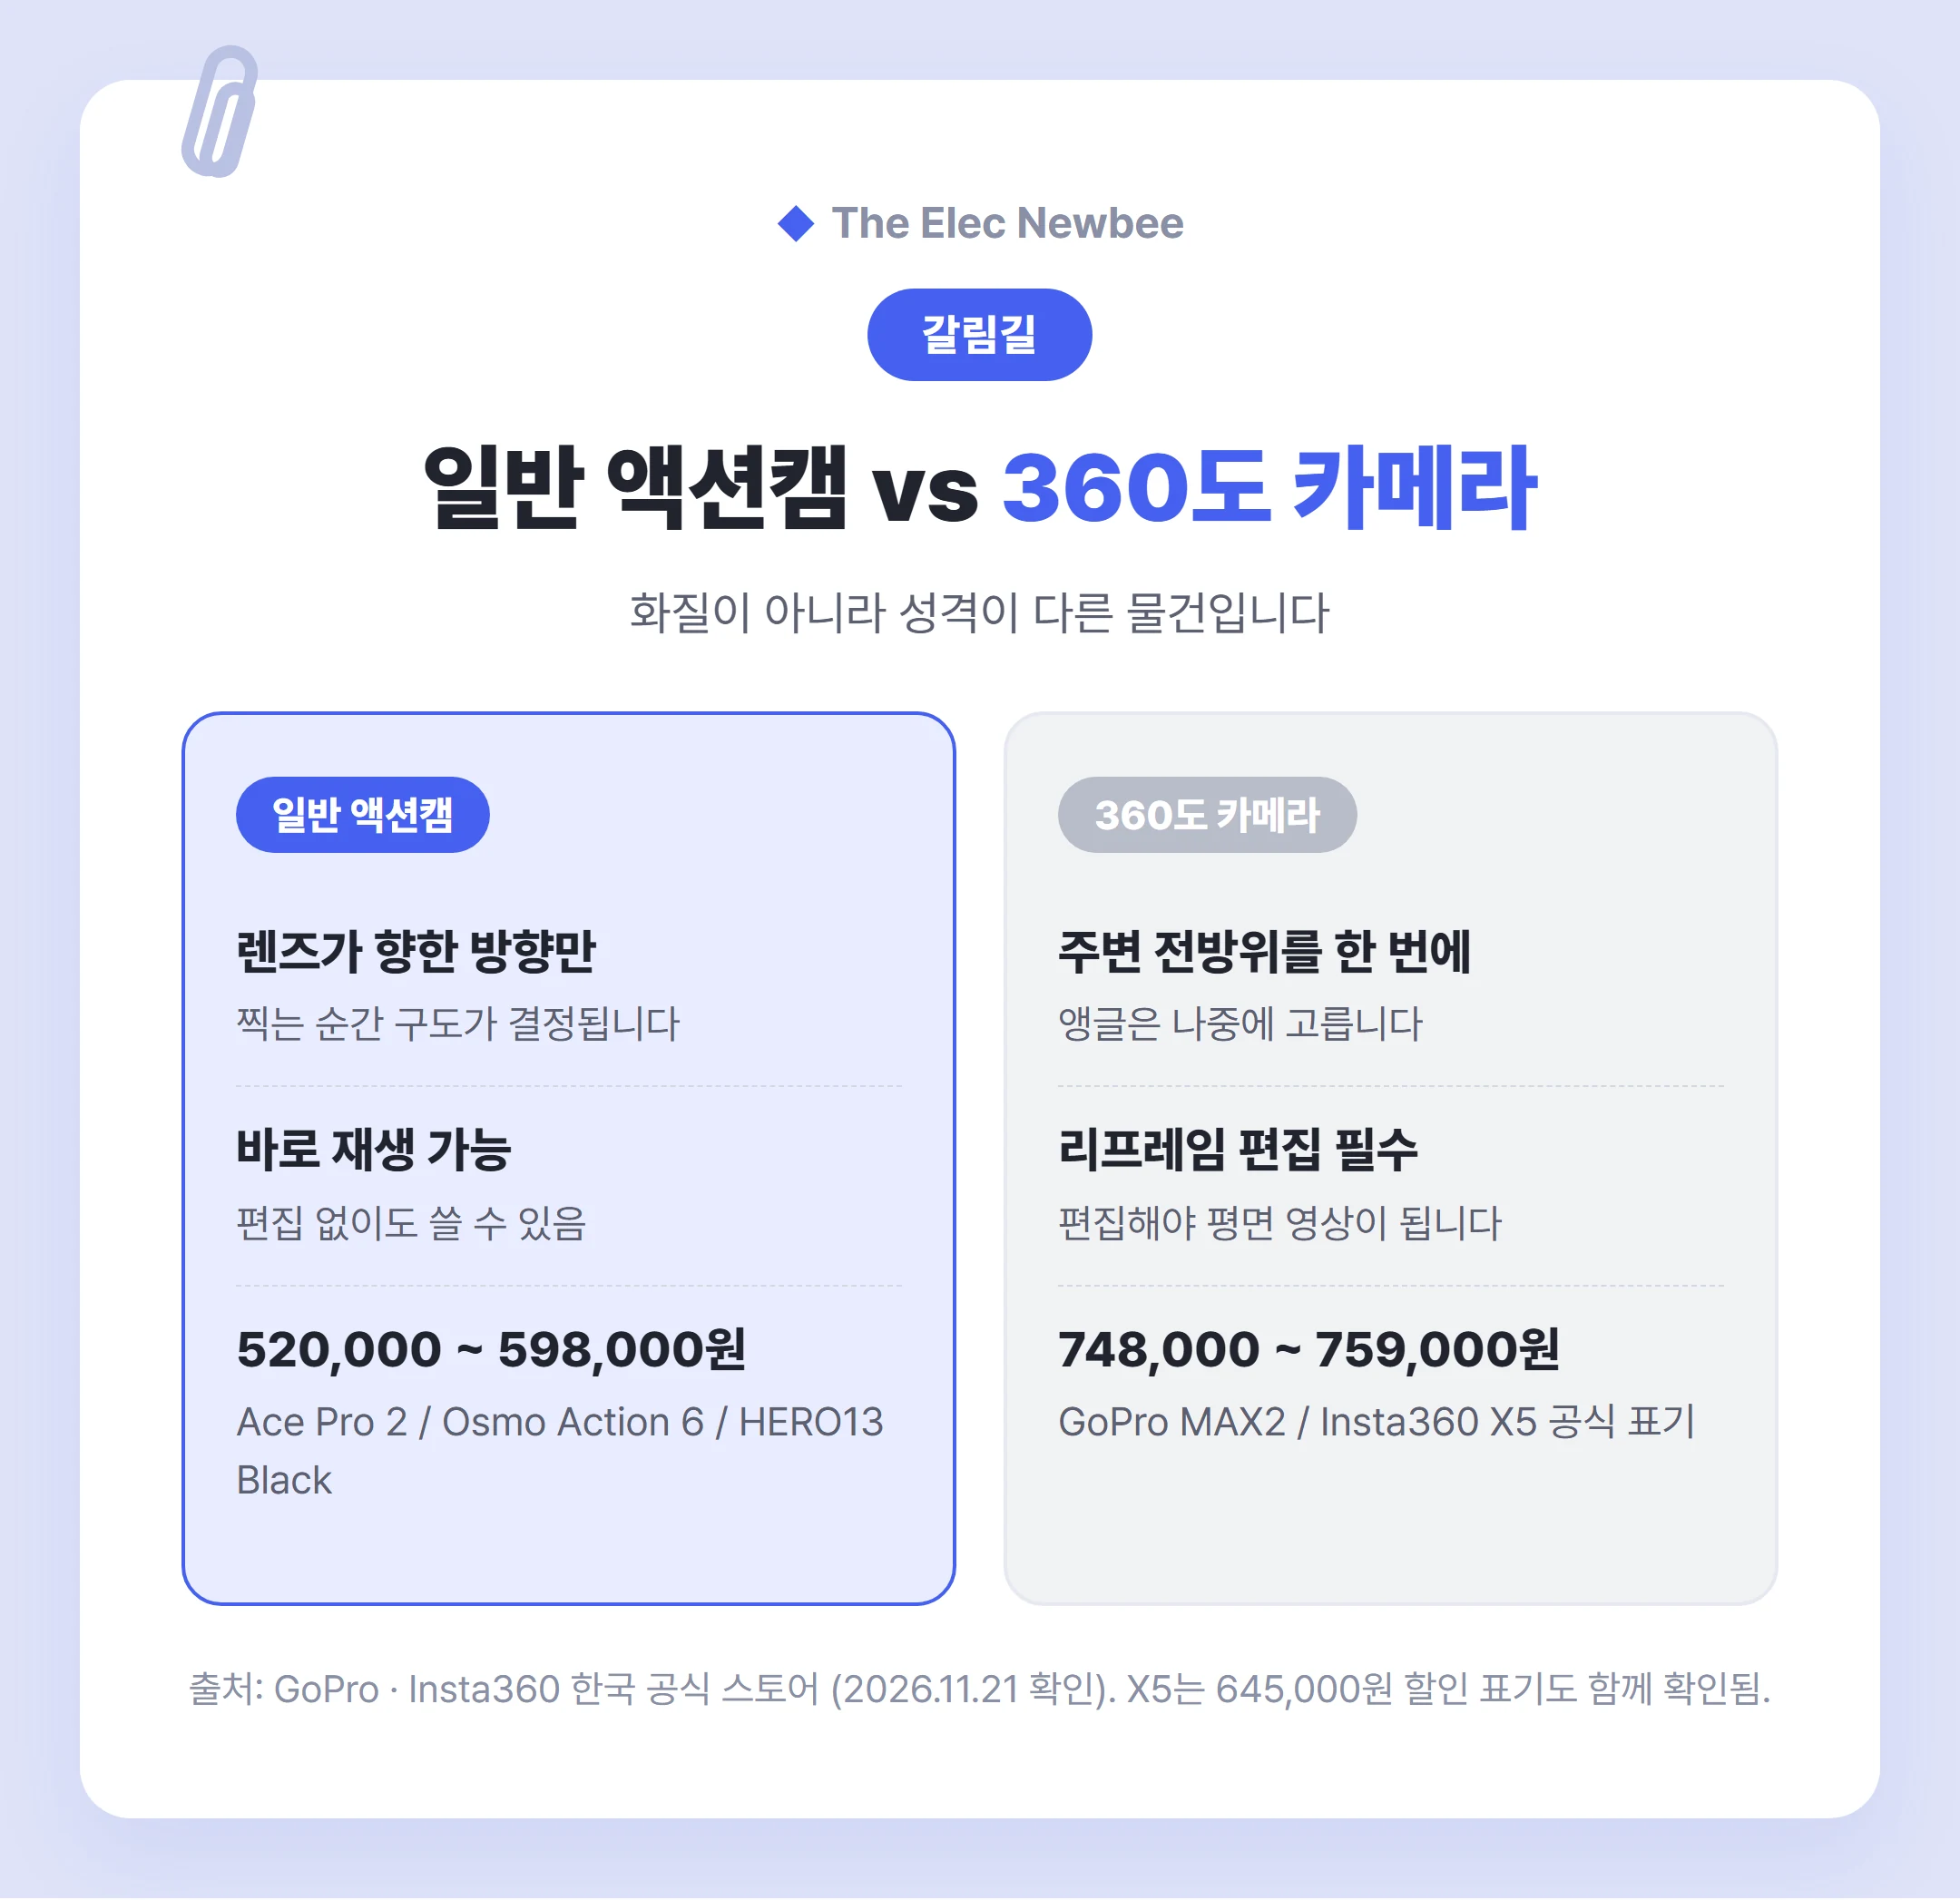 The Elec Newbee
갈림길
일반 액션캠 vs 360도 카메라
화질이 아니라 성격이 다른 물건입니다
일반 액션캠
렌즈가 향한 방향만
찍는 순간 구도가 결정됩니다
바로 재생 가능
편집 없이도 쓸 수 있음
520,000 ~ 598,000원
Ace Pro 2 / Osmo Action 6 / HERO13
Black
360도 카메라
주변 전방위를 한 번에
앵글은 나중에 고릅니다
리프레임 편집 필수
편집해야 평면 영상이 됩니다
748,000 ~ 759,000원
GoPro MAX2 / Insta360 X5 공식 표기
출처: GoPro · Insta360 한국 공식 스토어 (2026.11.21 확인). X5는 645,000원 할인 표기도 함께 확인됨.